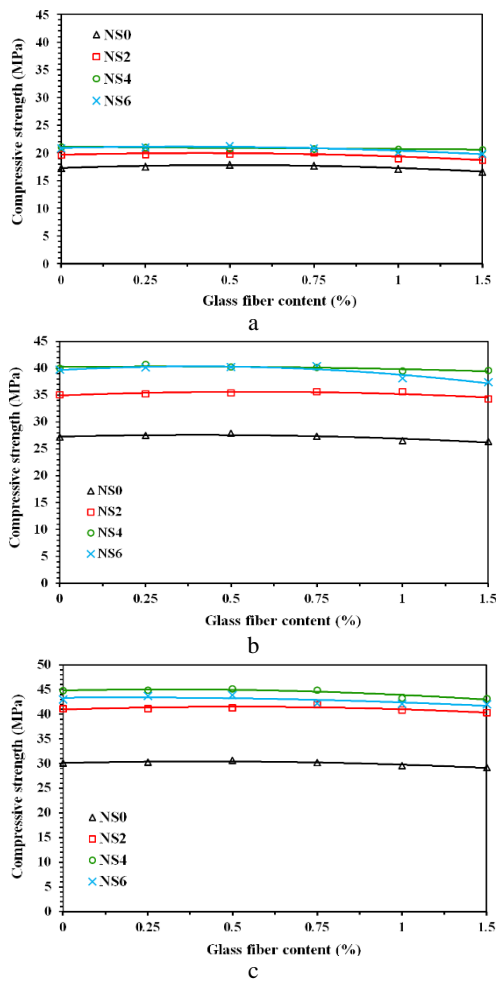 45
40
35
30
25
20
15
10
5
0
Compressive strength (MPa)
NS0
NS2
NS4
NS6
0 0.25 0.5 0.75 1 1.5
Glass fiber content (%)
a
45
40
35
30
25
20
15
10
5
0
Compressive strength (MPa)
NS0
NS2
NS4
NS6
0 0.25 0.5 0.75 1 1.5
Glass fiber content (%)
b
50
45
40
35
30
25
20
15
10
5
0
Compressive strength (MPa)
NS0
NS2
NS4
NS6
0 0.25 0.5 0.75 1 1.5
Glass fiber content (%)
c